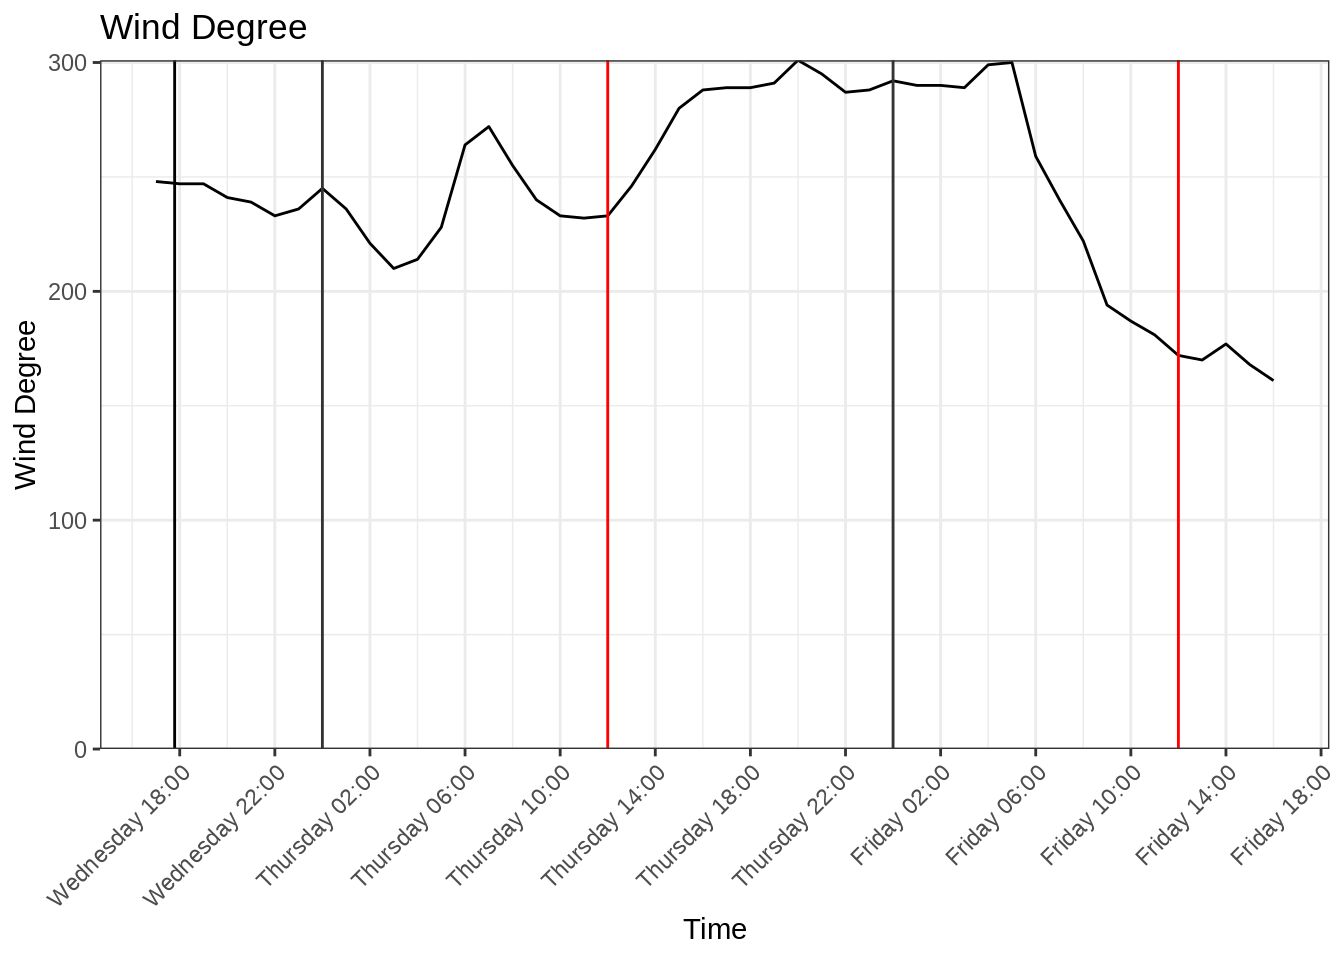 Wind Degree
Wind Degree
300
200
100
0
Wednesday 18:00
Wednesday 22:00
Thursday 02:00
Thursday 06:00
Thursday 10:00
Thursday 14:00
Thursday 18:00
Thursday 22:00
Friday 02:00
Friday 06:00
Friday 10:00
Friday 14:00
Friday 18:00
Time